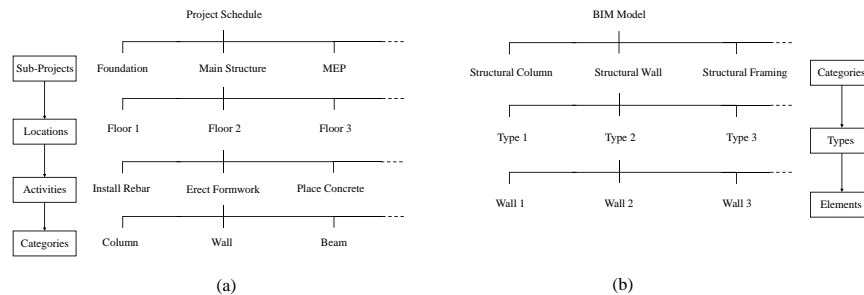 Project Schedule
Sub-Projects
Foundation
Main Structure
MEP
Locations
Floor 1
Floor 2
Floor 3
Activities
Install Rebar
Erect Formwork
Place Concrete
Categories
Column
Wall
Beam
(a)
BIM Model
Structural Column
Structural Wall
Structural Framing
Categories
Type 1
Type 2
Type 3
Types
Wall 1
Wall 2
Wall 3
Elements
(b)